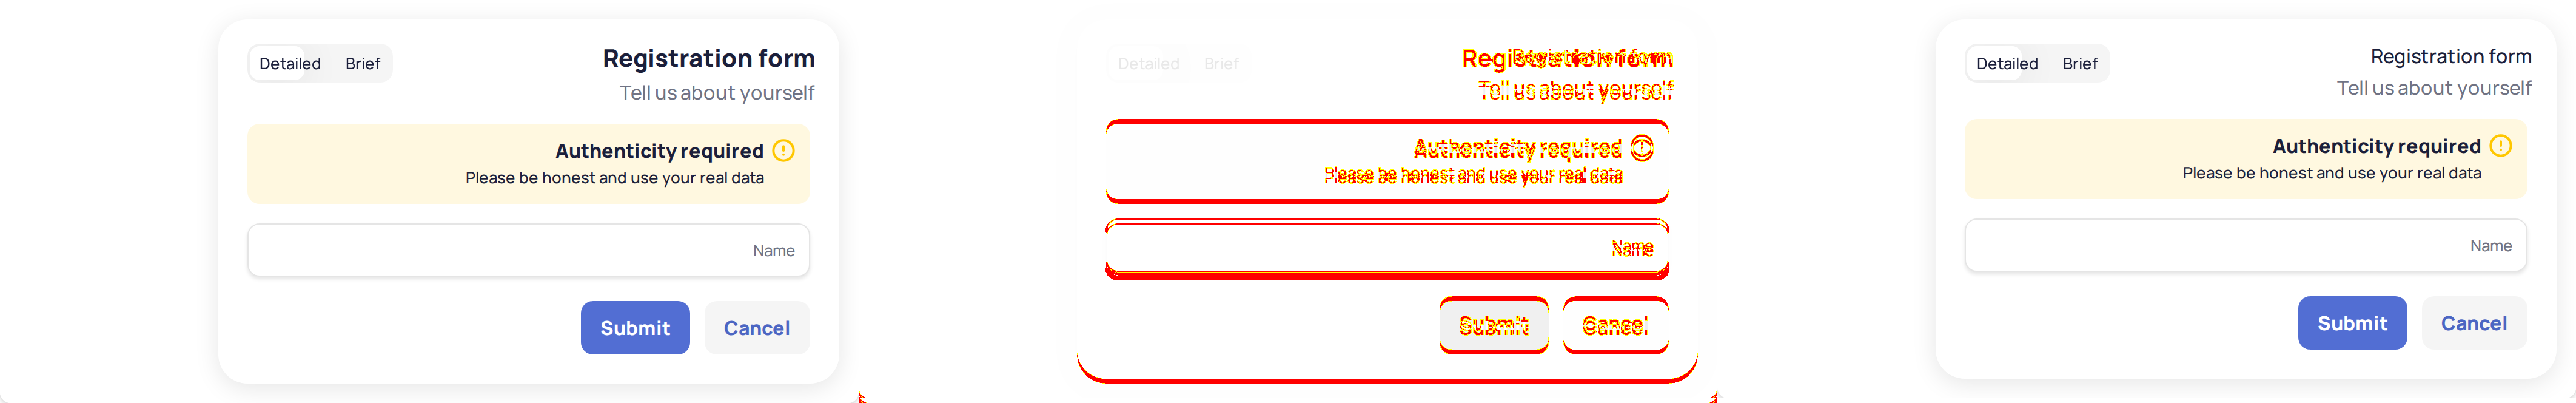 Detailed Brief
Registration form
Tell us about yourself
Authenticity required
Please be honest and use your real data
Name
Submit Cancel
Detailed Brief
Registration form
Tell us about yourself
Authenticity required
Please be honest and use your real data
Name
Submit Cancel
Detailed Brief
Registration form
Tell us about yourself
Authenticity required
Please be honest and use your real data
Name
Submit Cancel